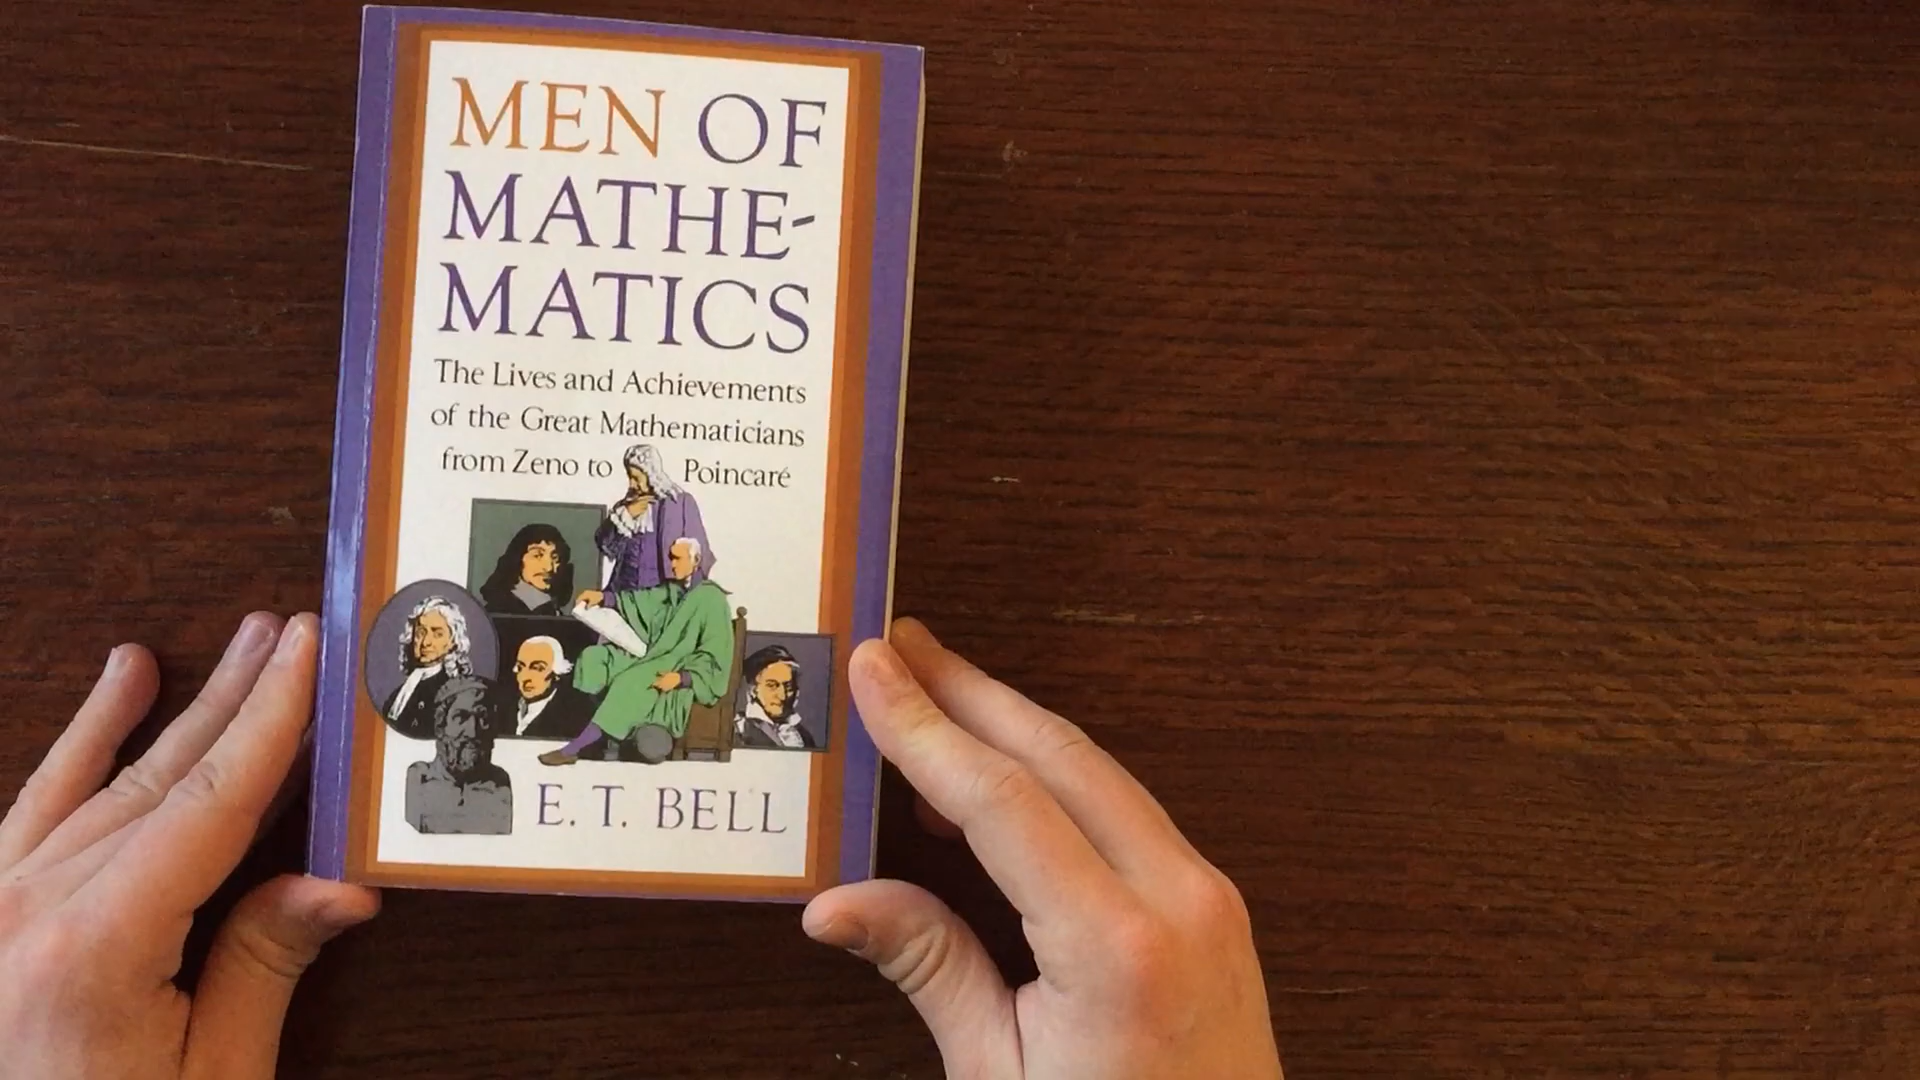 MEN OF
MATHE-
MATICS
The Lives and Achievements
of the Great Mathematicians
from Zeno to Poincaré
E. T. BELL